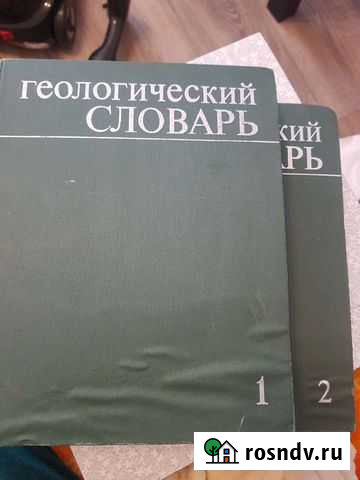 геологический
СЛОВАРЬ
1
кий
АРЬ
2
rosndv.ru